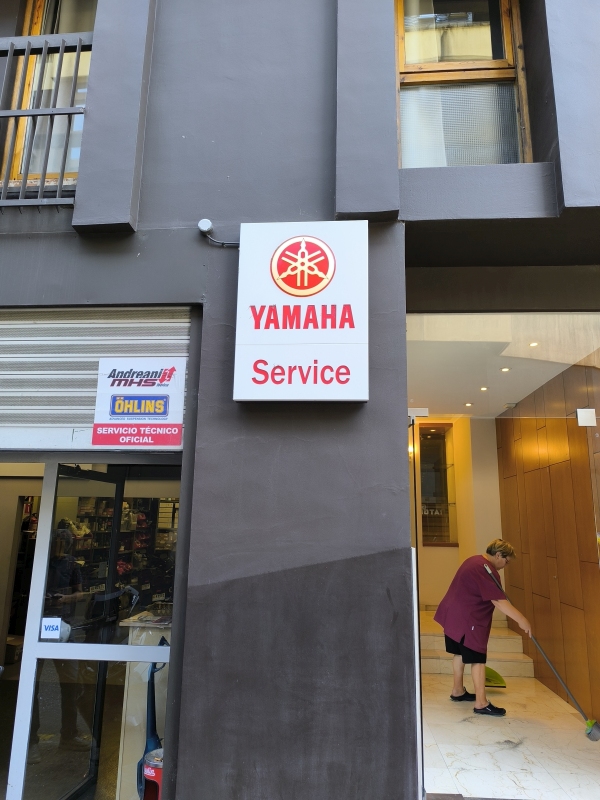 YAMAHA
Service
Andreani
MHS
ÖHLINS
SERVICIO TÉCNICO
OFICIAL
VISA